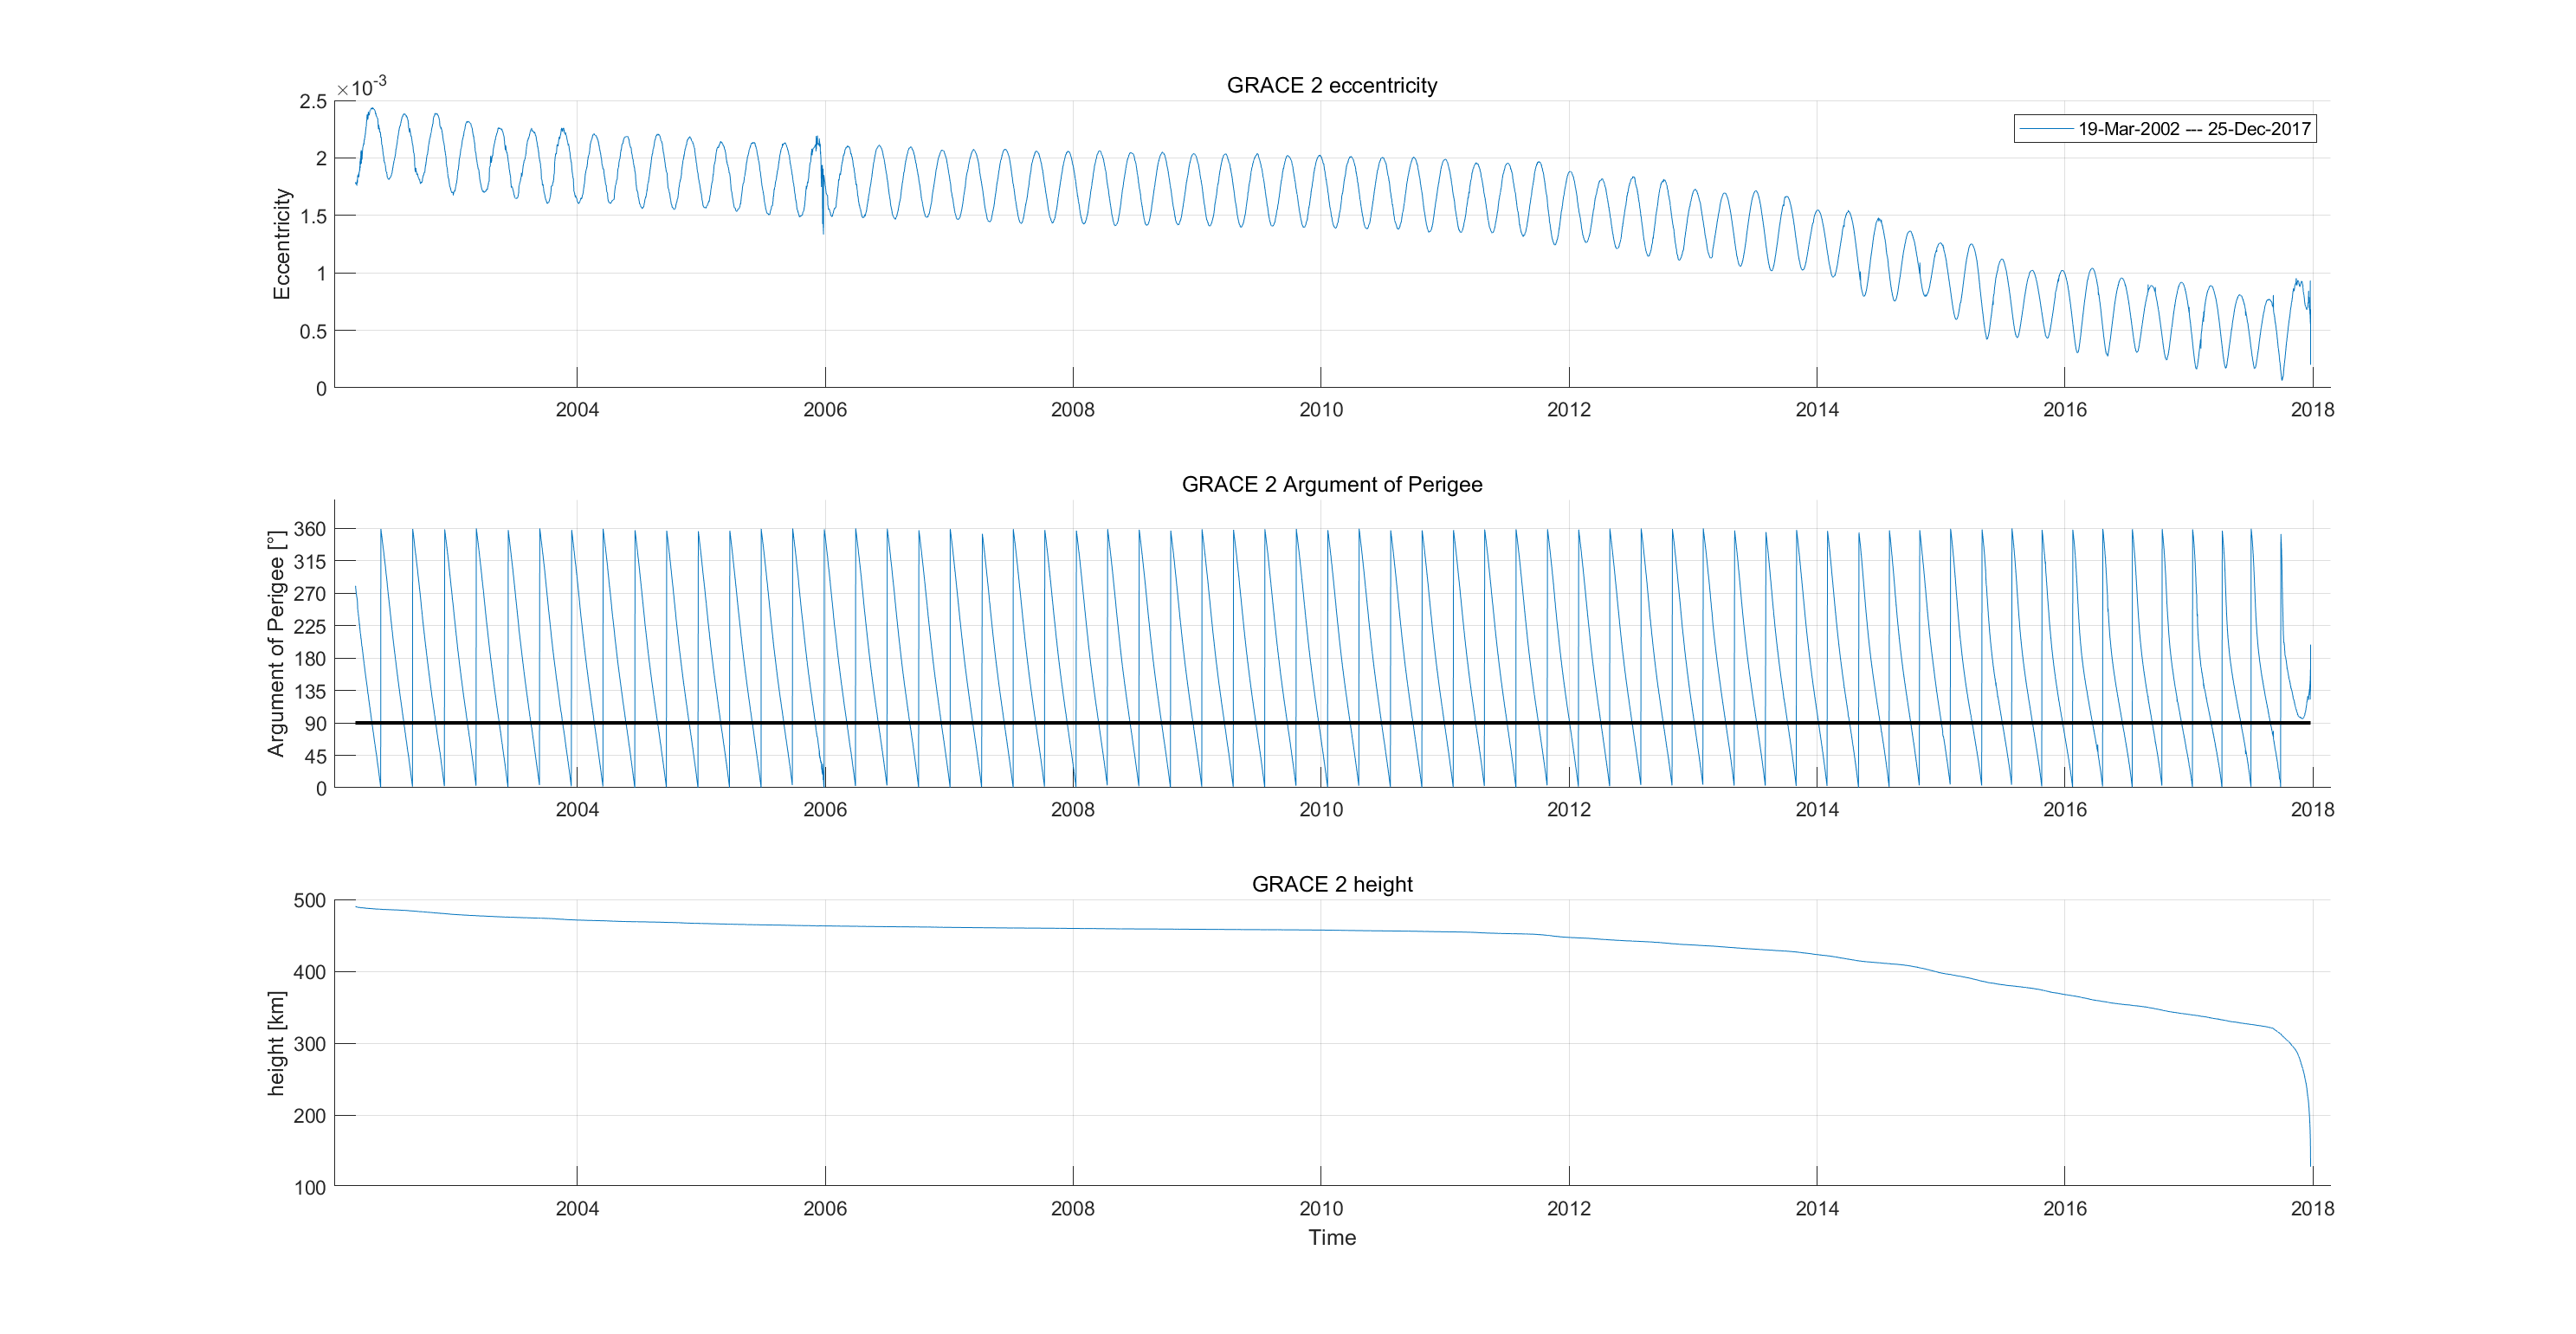 GRACE 2 eccentricity
×10-3
2.5
2
1.5
1
0.5
0
Eccentricity
19-Mar-2002 --- 25-Dec-2017
2004 2006 2008 2010 2012 2014 2016 2018
GRACE 2 Argument of Perigee
360
315
270
225
180
135
90
45
0
Argument of Perigee [°]
2004 2006 2008 2010 2012 2014 2016 2018
GRACE 2 height
500
400
300
200
100
height [km]
2004 2006 2008 2010 2012 2014 2016 2018
Time